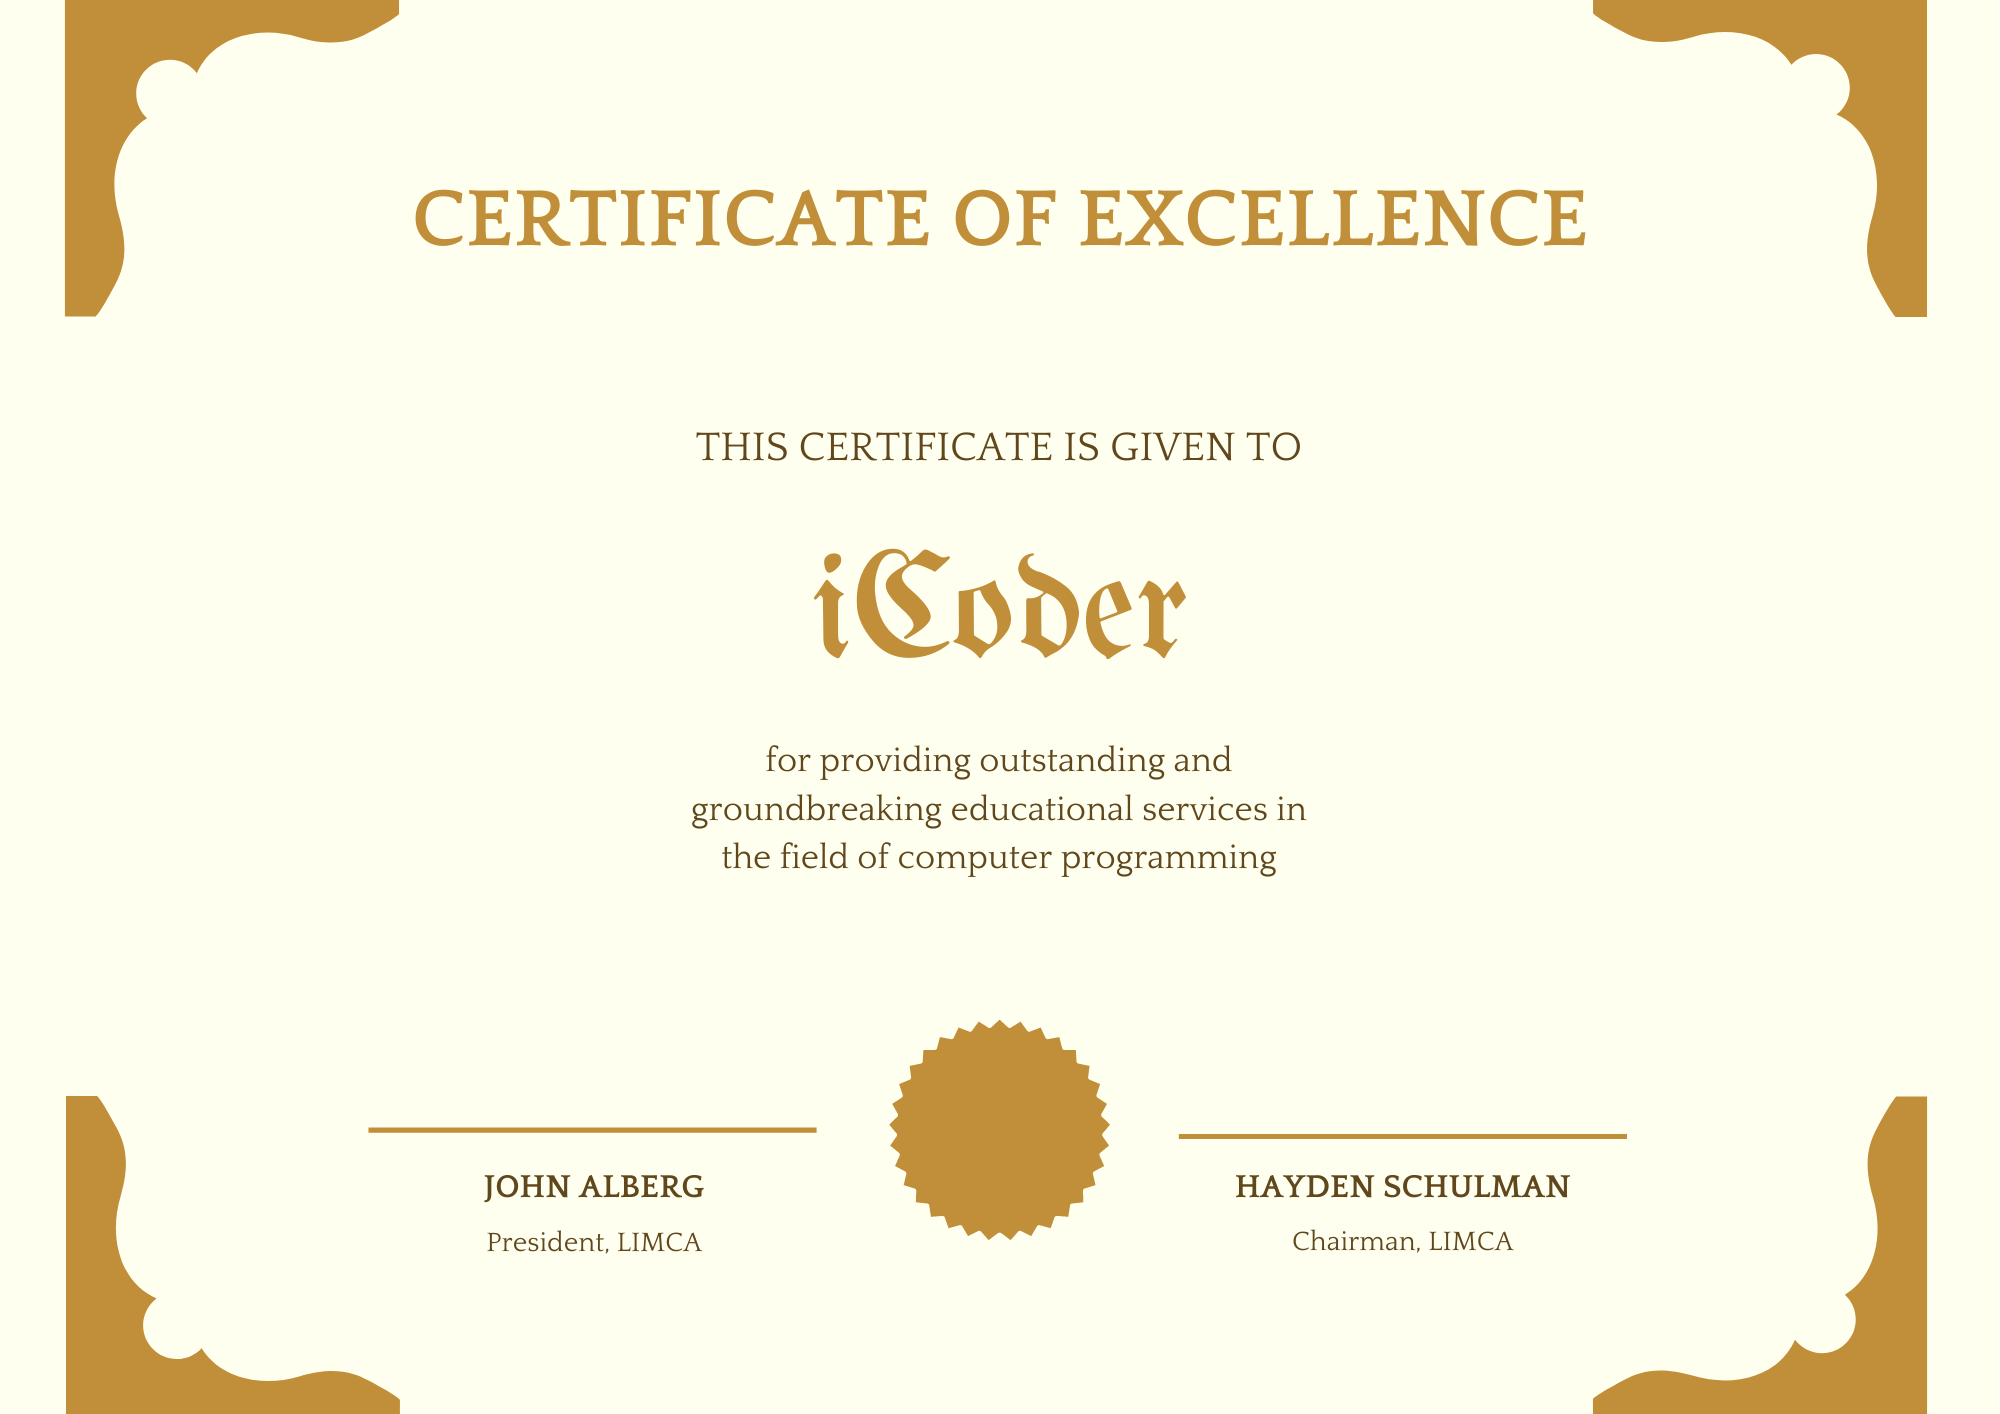 CERTIFICATE OF EXCELLENCE
THIS CERTIFICATE IS GIVEN TO
iCoder
for providing outstanding and
groundbreaking educational services in
the field of computer programming
JOHN ALBERG
President, LIMCA
HAYDEN SCHULMAN
Chairman, LIMCA